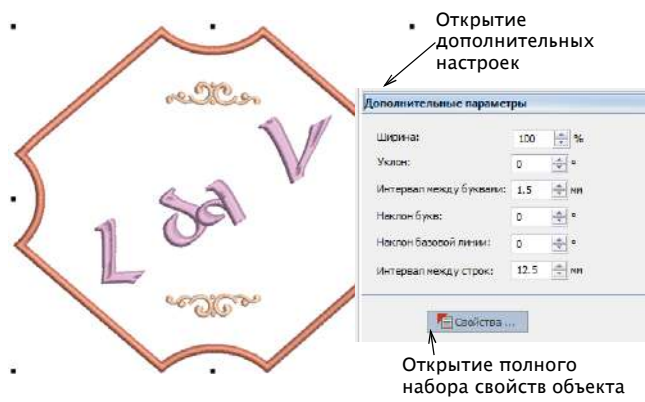 Открытие
дополнительных
настроек
Дополнительные параметры
Ширина: 100 %
Уклон: 0 °
Интервал между буквами: 1.5 мм
Наклон букв: 0 °
Наклон базовой линии: 0 °
Интервал между строк: 12.5 мм
Свойства ...
L & V
Открытие полного
набора свойств объекта